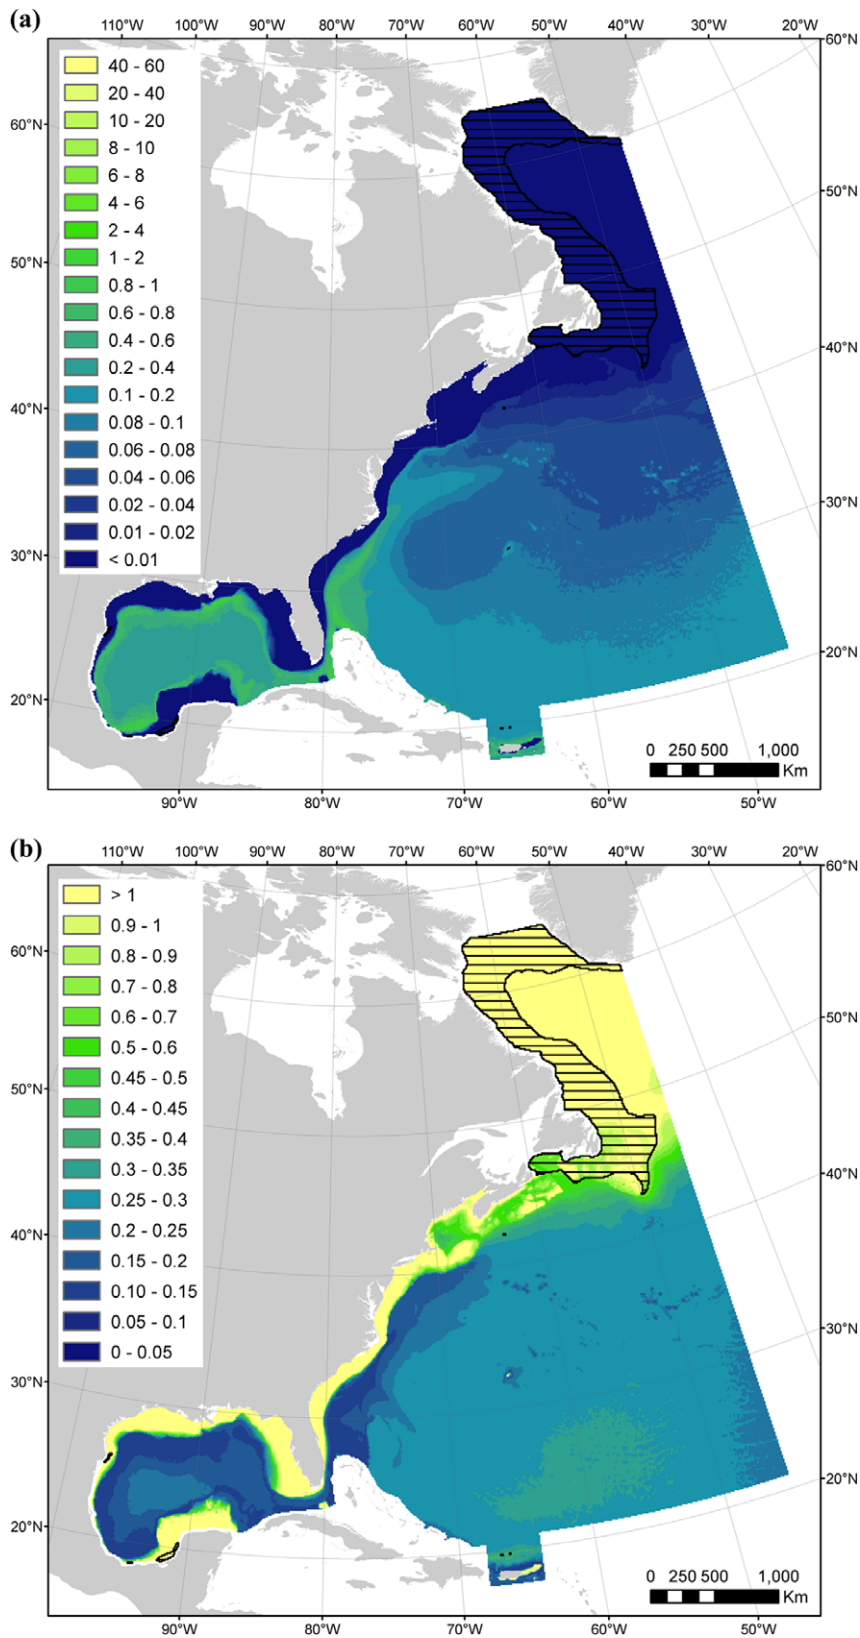 (a)
110°W 100°W 90°W 80°W 70°W 60°W 50°W 40°W 30°W 20°W
60°N
40 - 60
20 - 40
10 - 20
8 - 10
6 - 8
4 - 6
2 - 4
1 - 2
0.8 - 1
0.6 - 0.8
0.4 - 0.6
0.2 - 0.4
0.1 - 0.2
0.08 - 0.1
0.06 - 0.08
0.04 - 0.06
0.02 - 0.04
0.01 - 0.02
< 0.01
60°N
50°N
40°N
30°N
20°N
50°N
40°N
30°N
20°N
0 250 500 1,000
Km
90°W 80°W 70°W 60°W 50°W
(b)
110°W 100°W 90°W 80°W 70°W 60°W 50°W 40°W 30°W 20°W
60°N
> 1
0.9 - 1
0.8 - 0.9
0.7 - 0.8
0.6 - 0.7
0.5 - 0.6
0.45 - 0.5
0.4 - 0.45
0.35 - 0.4
0.3 - 0.35
0.25 - 0.3
0.2 - 0.25
0.15 - 0.2
0.10 - 0.15
0.05 - 0.1
0 - 0.05
60°N
50°N
40°N
30°N
20°N
50°N
40°N
30°N
20°N
0 250 500 1,000
Km
90°W 80°W 70°W 60°W 50°W